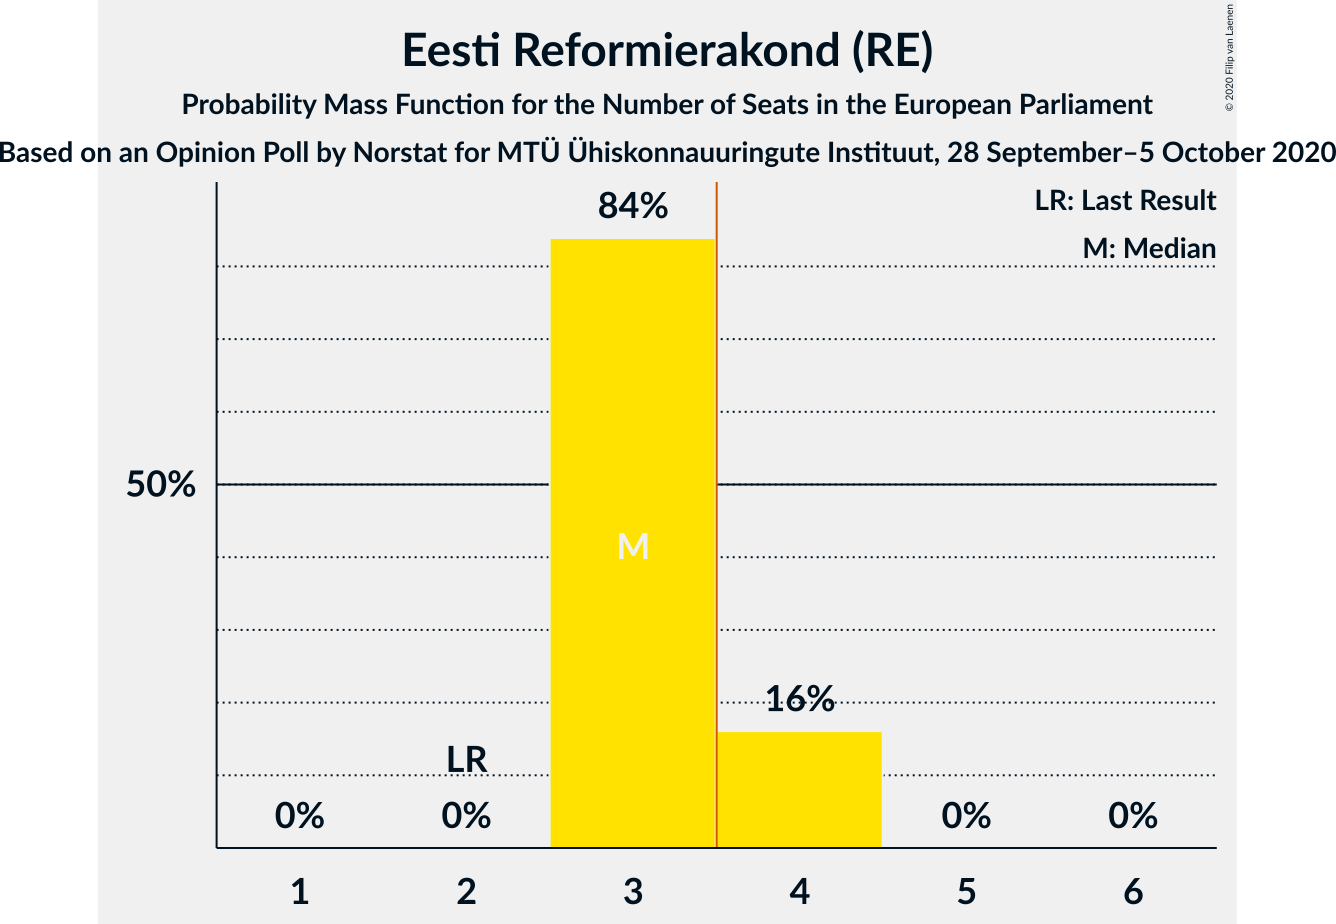 Eesti Reformierakond (RE)
Probability Mass Function for the Number of Seats in the European Parliament
Based on an Opinion Poll by Norstat for MTÜ Ühiskonnauuringute Instituut, 28 September–5 October 2020
© 2020 Filip van Laenen
LR: Last Result
M: Median
84%
50%
M
16%
LR
0% 0% 0% 0%
1 2 3 4 5 6